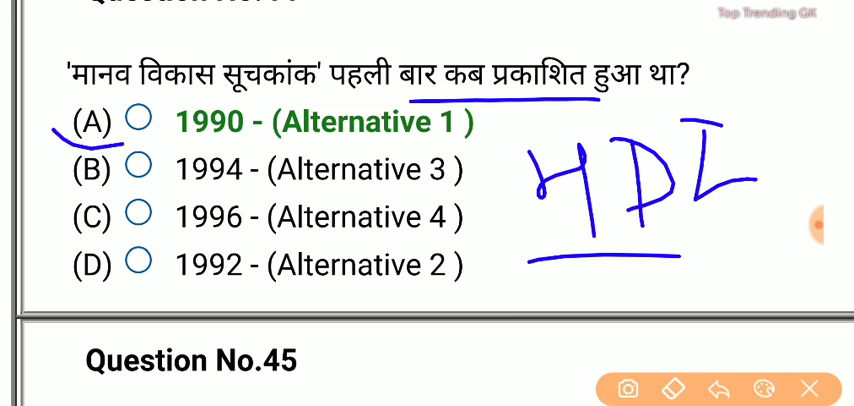 Top Trending GK
'मानव विकास सूचकांक' पहली बार कब प्रकाशित हुआ था?
(A) 1990 - (Alternative 1 )
(B) 1994 - (Alternative 3 )
(C) 1996 - (Alternative 4 )
(D) 1992 - (Alternative 2 )
HDI
Question No.45